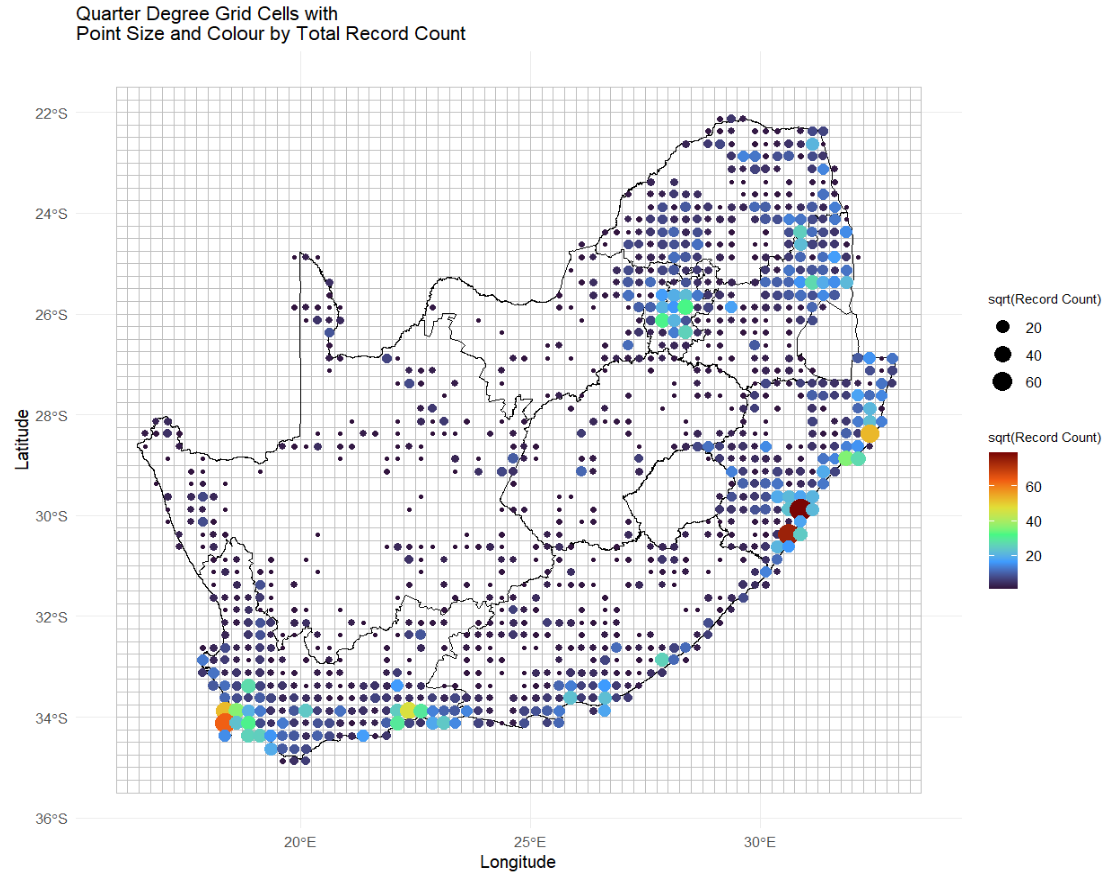 Quarter Degree Grid Cells with
Point Size and Colour by Total Record Count
22°S
24°S
26°S
28°S
30°S
32°S
34°S
36°S
Latitude
20°E
25°E
30°E
Longitude
sqrt(Record Count)
20
40
60
sqrt(Record Count)
60
40
20